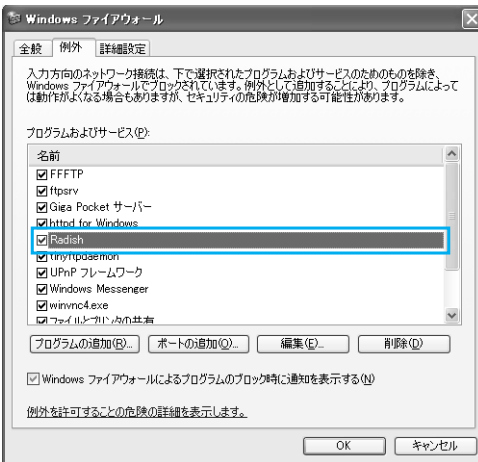 Windows ファイアウォール
全般 例外 詳細設定
入力方向のネットワーク接続は、下で選択されたプログラムおよびサービスのためのものを除き、
Windows ファイアウォールでブロックされています。例外として追加することにより、プログラムによって
は動作がよくなる場合もありますが、セキュリティの危険が増加する可能性があります。
プログラムおよびサービス(P):
名前
FFFTP
ftpsrv
Giga Pocket サーバー
httpd for Windows
Radish
tinyftpdaemon
UPnP フレームワーク
Windows Messenger
winvnc4.exe
ファイルとプリンタの共有
プログラムの追加(R)... ポートの追加(O)... 編集(E)... 削除(D)
Windows ファイアウォールによるプログラムのブロック時に通知を表示する(N)
例外を許可することの危険の詳細を表示します。
OK キャンセル